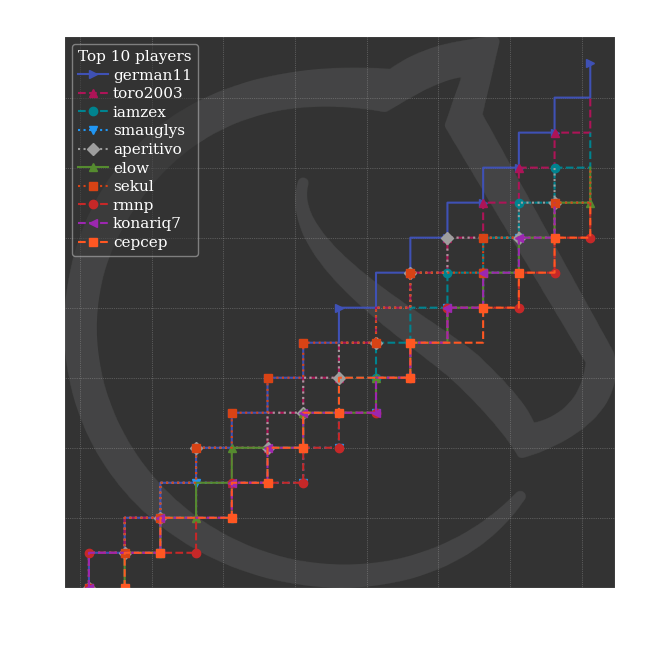 Top 10 players
german11
toro2003
iamzex
smauglys
aperitivo
elow
sekul
rmnp
konariq7
cepcep